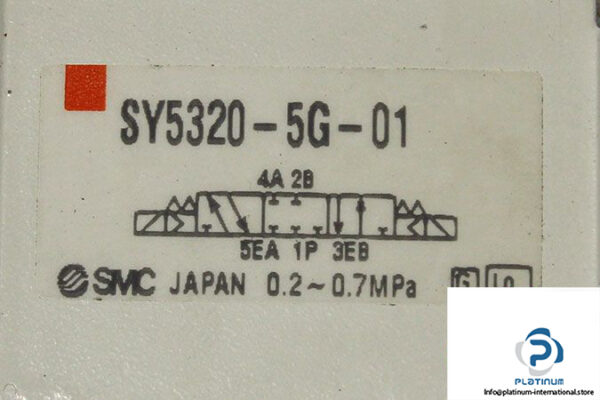 SY5320-5G-01
4A 2B
5EA 1P 3EB
SMC JAPAN 0.2~0.7MPa G
PLATINUM
Info@platinum-international.store